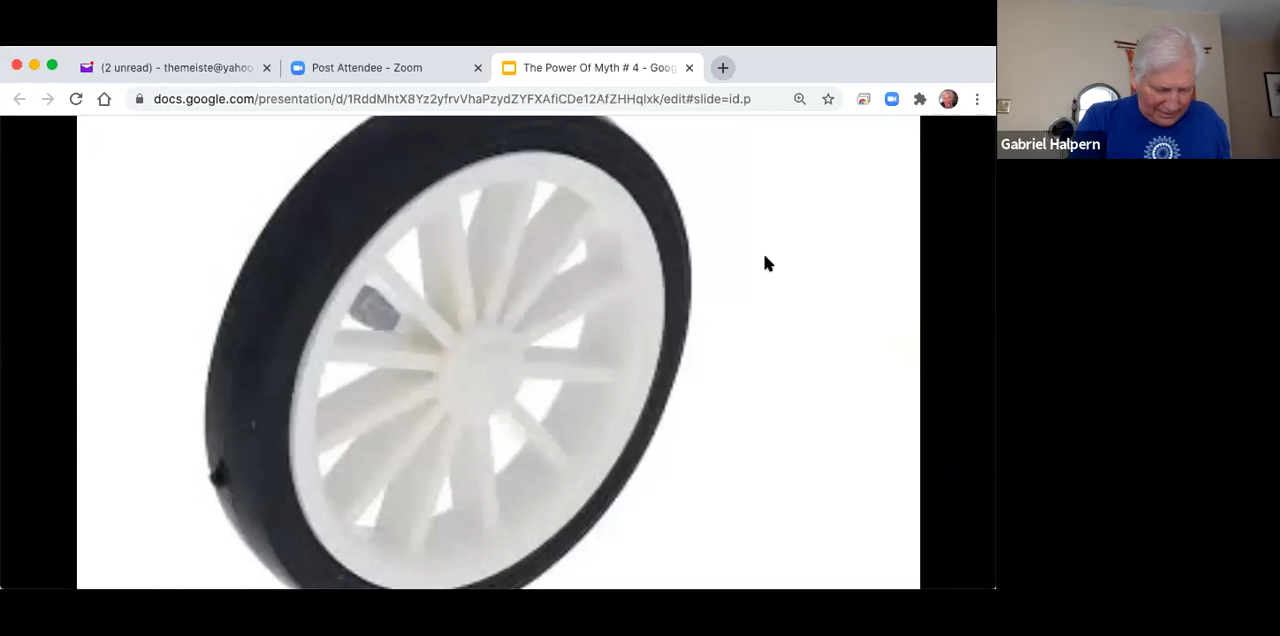 (2 unread) - themeiste@yahoo
Post Attendee - Zoom
The Power Of Myth # 4 - Goog
docs.google.com/presentation/d/1RddMhtX8Yz2yfrvVhaPzydZYFXAfiCDe12AfZHHqlxk/edit#slide=id.p
Gabriel Halpern